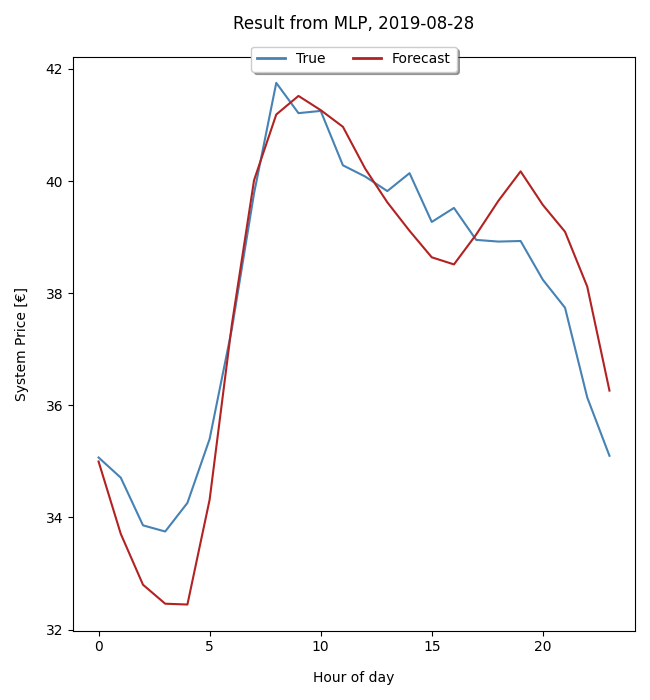 Result from MLP, 2019-08-28
True Forecast
42
40
38
36
34
32
System Price [€]
0 5 10 15 20
Hour of day